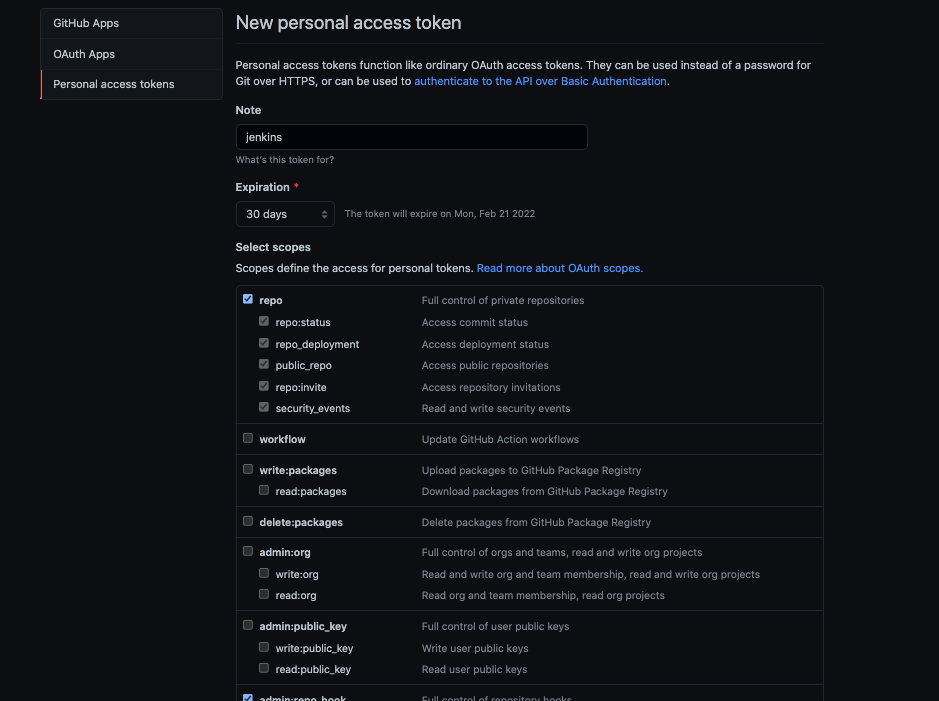 GitHub Apps
OAuth Apps
Personal access tokens
New personal access token
Personal access tokens function like ordinary OAuth access tokens. They can be used instead of a password for
Git over HTTPS, or can be used to authenticate to the API over Basic Authentication.
Note
jenkins
What's this token for?
Expiration *
30 days The token will expire on Mon, Feb 21 2022
Select scopes
Scopes define the access for personal tokens. Read more about OAuth scopes.
repo Full control of private repositories
repo:status Access commit status
repo_deployment Access deployment status
public_repo Access public repositories
repo:invite Access repository invitations
security_events Read and write security events
workflow Update GitHub Action workflows
write:packages Upload packages to GitHub Package Registry
read:packages Download packages from GitHub Package Registry
delete:packages Delete packages from GitHub Package Registry
admin:org Full control of orgs and teams, read and write org projects
write:org Read and write org and team membership, read and write org projects
read:org Read org and team membership, read org projects
admin:public_key Full control of user public keys
write:public_key Write user public keys
read:public_key Read user public keys
admin:repo_hook Full control of repository hooks